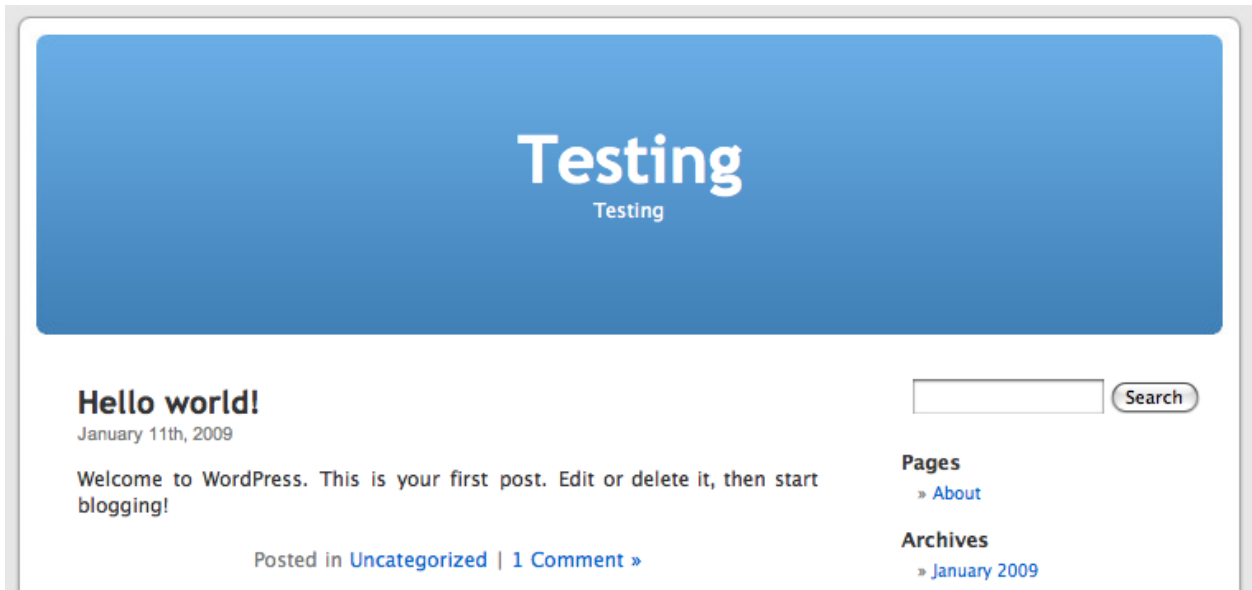 Testing
Testing
Hello world!
January 11th, 2009
Welcome to WordPress. This is your first post. Edit or delete it, then start
blogging!
Posted in Uncategorized | 1 Comment »
Search
Pages
» About
Archives
» January 2009